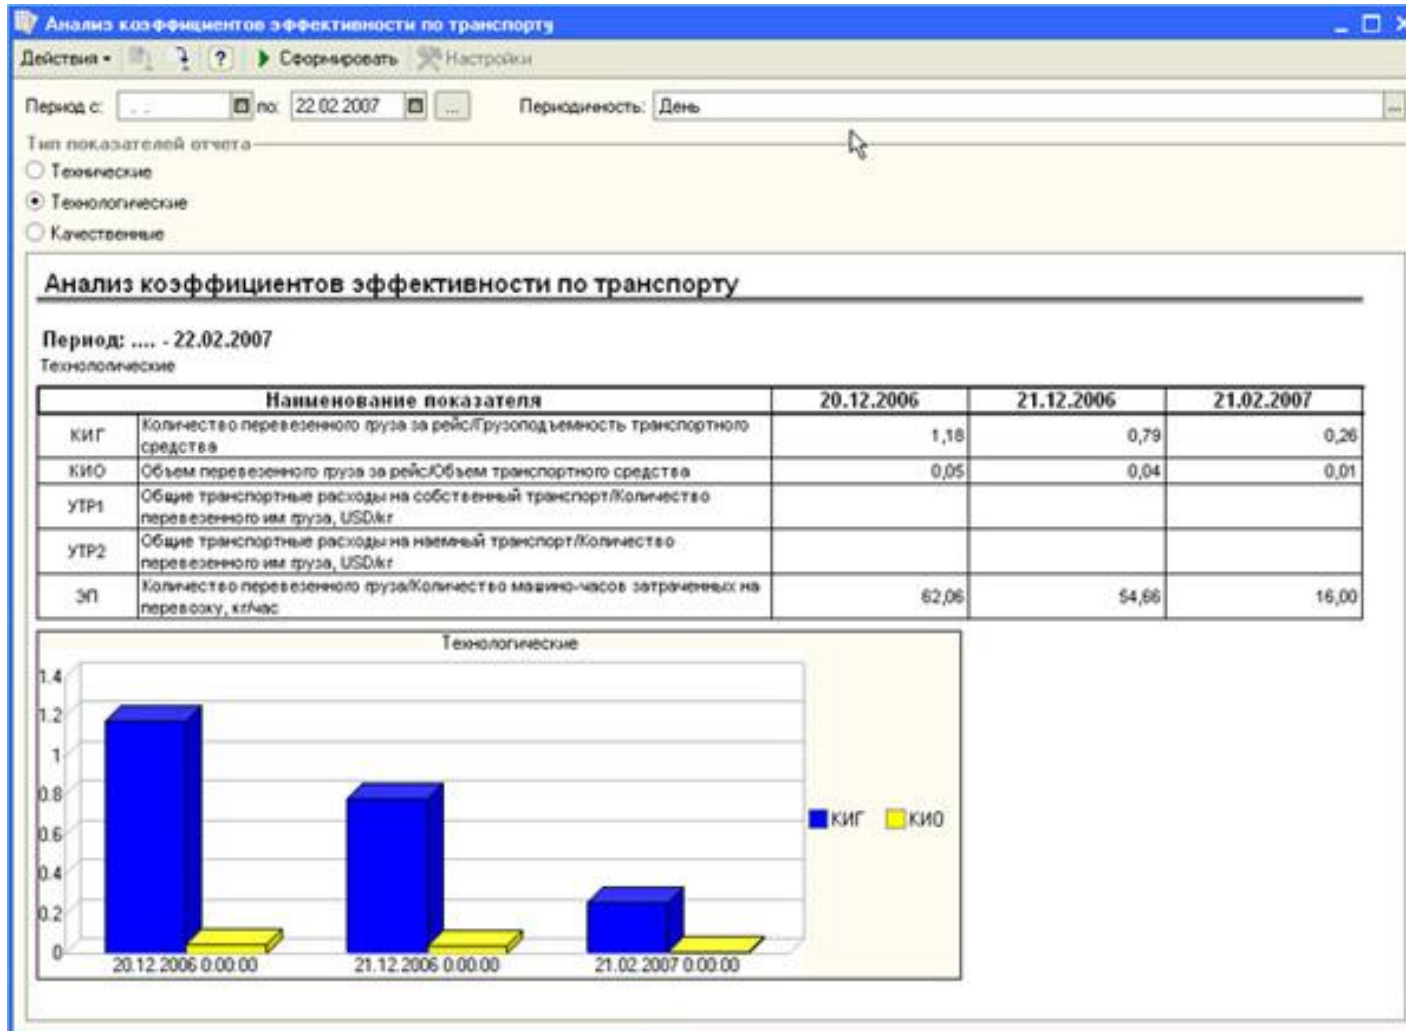 Анализ коэффициентов эффективности по транспорту
Действия ? Сформировать Настройки
Период с: . . по: 22.02.2007 ... Периодичность: День ...
Тип показателей отчета
Технические
Технологические
Качественные
Анализ коэффициентов эффективности по транспорту
Период: .... - 22.02.2007
Технологические
Наименование показателя 20.12.2006 21.12.2006 21.02.2007
КИГ Количество перевезенного груза за рейс/Грузоподъемность транспортного
средства 1,18 0,79 0,26
КИО Объем перевезенного груза за рейс/Объем транспортного средства 0,05 0,04 0,01
УТР1 Общие транспортные расходы на собственный транспорт/Количество
перевезенного им груза, USD/кг
УТР2 Общие транспортные расходы на наемный транспорт/Количество
перевезенного им груза, USD/кг
ЭП Количество перевезенного груза/Количество машино-часов затраченных на
перевозку, кг/час 62,06 54,66 16,00
Технологические
1.4
1.2
1
0.8
0.6
0.4
0.2
0
КИГ КИО
20.12.2006 0:00:00 21.12.2006 0:00:00 21.02.2007 0:00:00